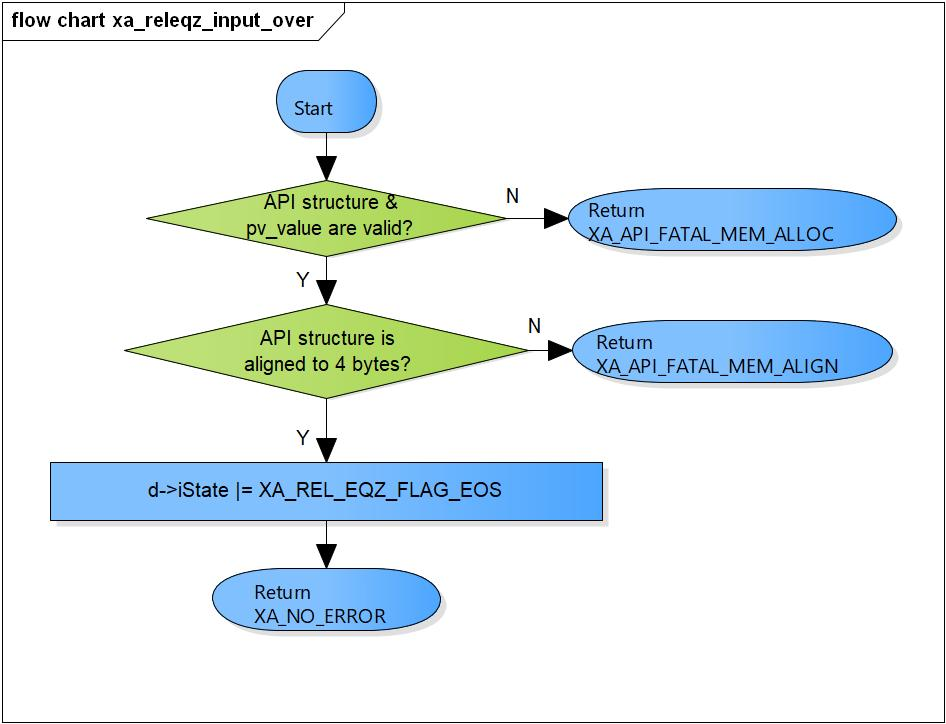 flow chart xa_releqz_input_over
Start
API structure &
pv_value are valid?
N
Return
XA_API_FATAL_MEM_ALLOC
Y
API structure is
aligned to 4 bytes?
N
Return
XA_API_FATAL_MEM_ALIGN
Y
d->iState |= XA_REL_EQZ_FLAG_EOS
Return
XA_NO_ERROR